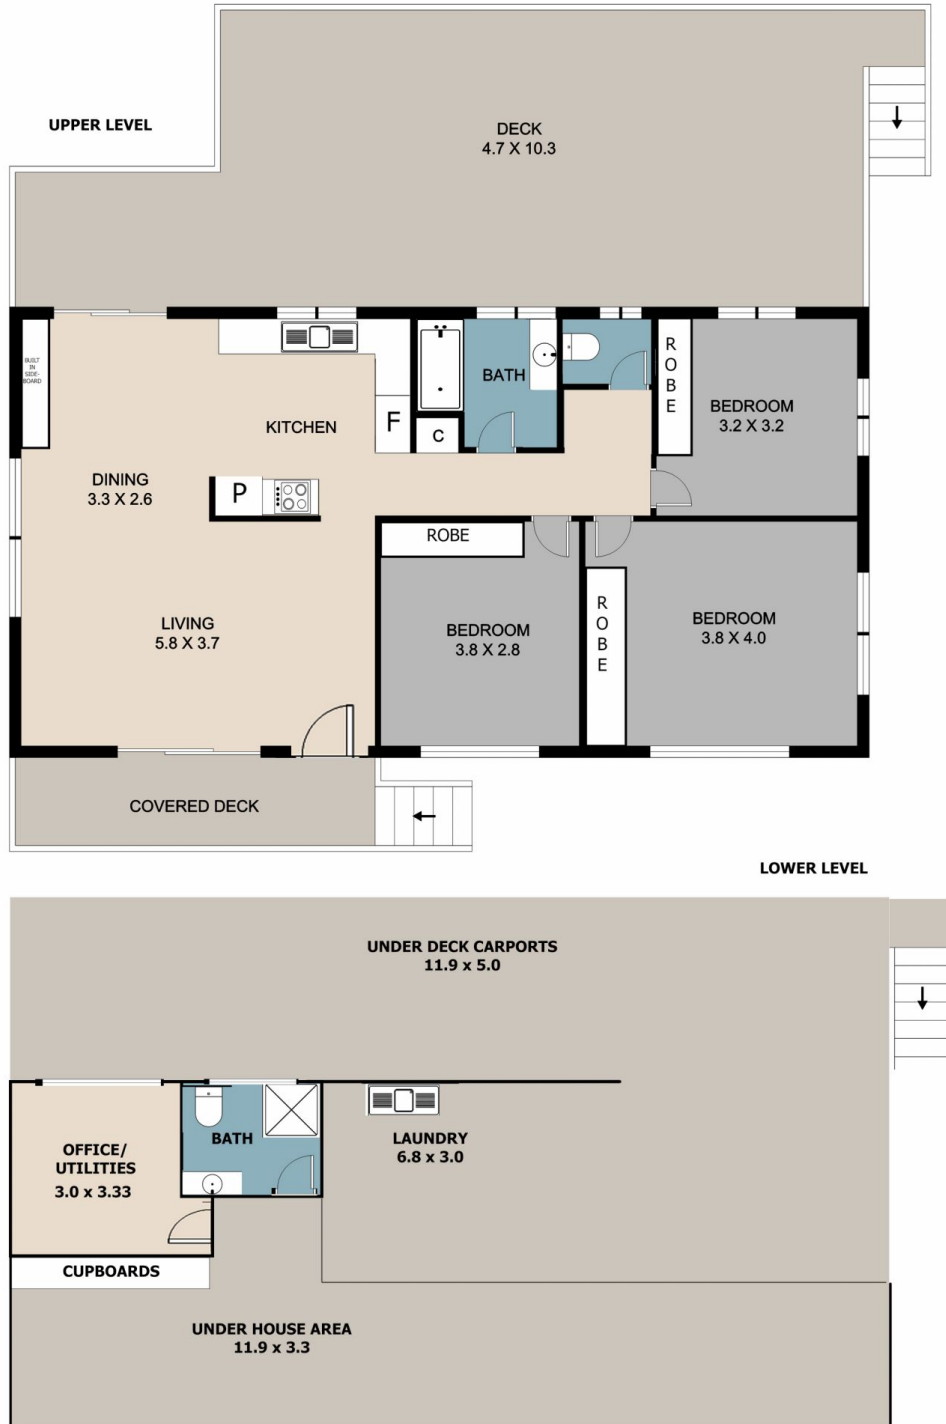 UPPER LEVEL
DECK
4.7 X 10.3
BUILT
IN
SIDE-
BOARD
KITCHEN
F
C
BATH
R
O
B
E
BEDROOM
3.2 X 3.2
DINING
3.3 X 2.6
P
ROBE
LIVING
5.8 X 3.7
BEDROOM
3.8 X 2.8
R
O
B
E
BEDROOM
3.8 X 4.0
COVERED DECK
LOWER LEVEL
UNDER DECK CARPORTS
11.9 x 5.0
OFFICE/
UTILITIES
3.0 x 3.33
BATH
LAUNDRY
6.8 x 3.0
CUPBOARDS
UNDER HOUSE AREA
11.9 x 3.3